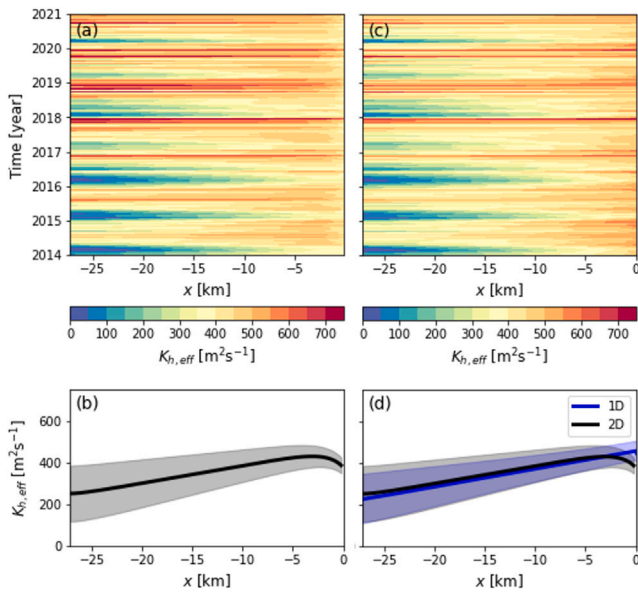 (a)
(c)
2021
2020
2019
2018
2017
2016
2015
2014
Time [year]
−25 −20 −15 −10 −5
−25 −20 −15 −10 −5 0
x [km]
x [km]
0 100 200 300 400 500 600 700
0 100 200 300 400 500 600 700
K_{h,eff} [m²s⁻¹]
K_{h,eff} [m²s⁻¹]
(b)
(d)
1D
2D
600
400
200
0
K_{h,eff} [m²s⁻¹]
−25 −20 −15 −10 −5 0
−25 −20 −15 −10 −5 0
x [km]
x [km]